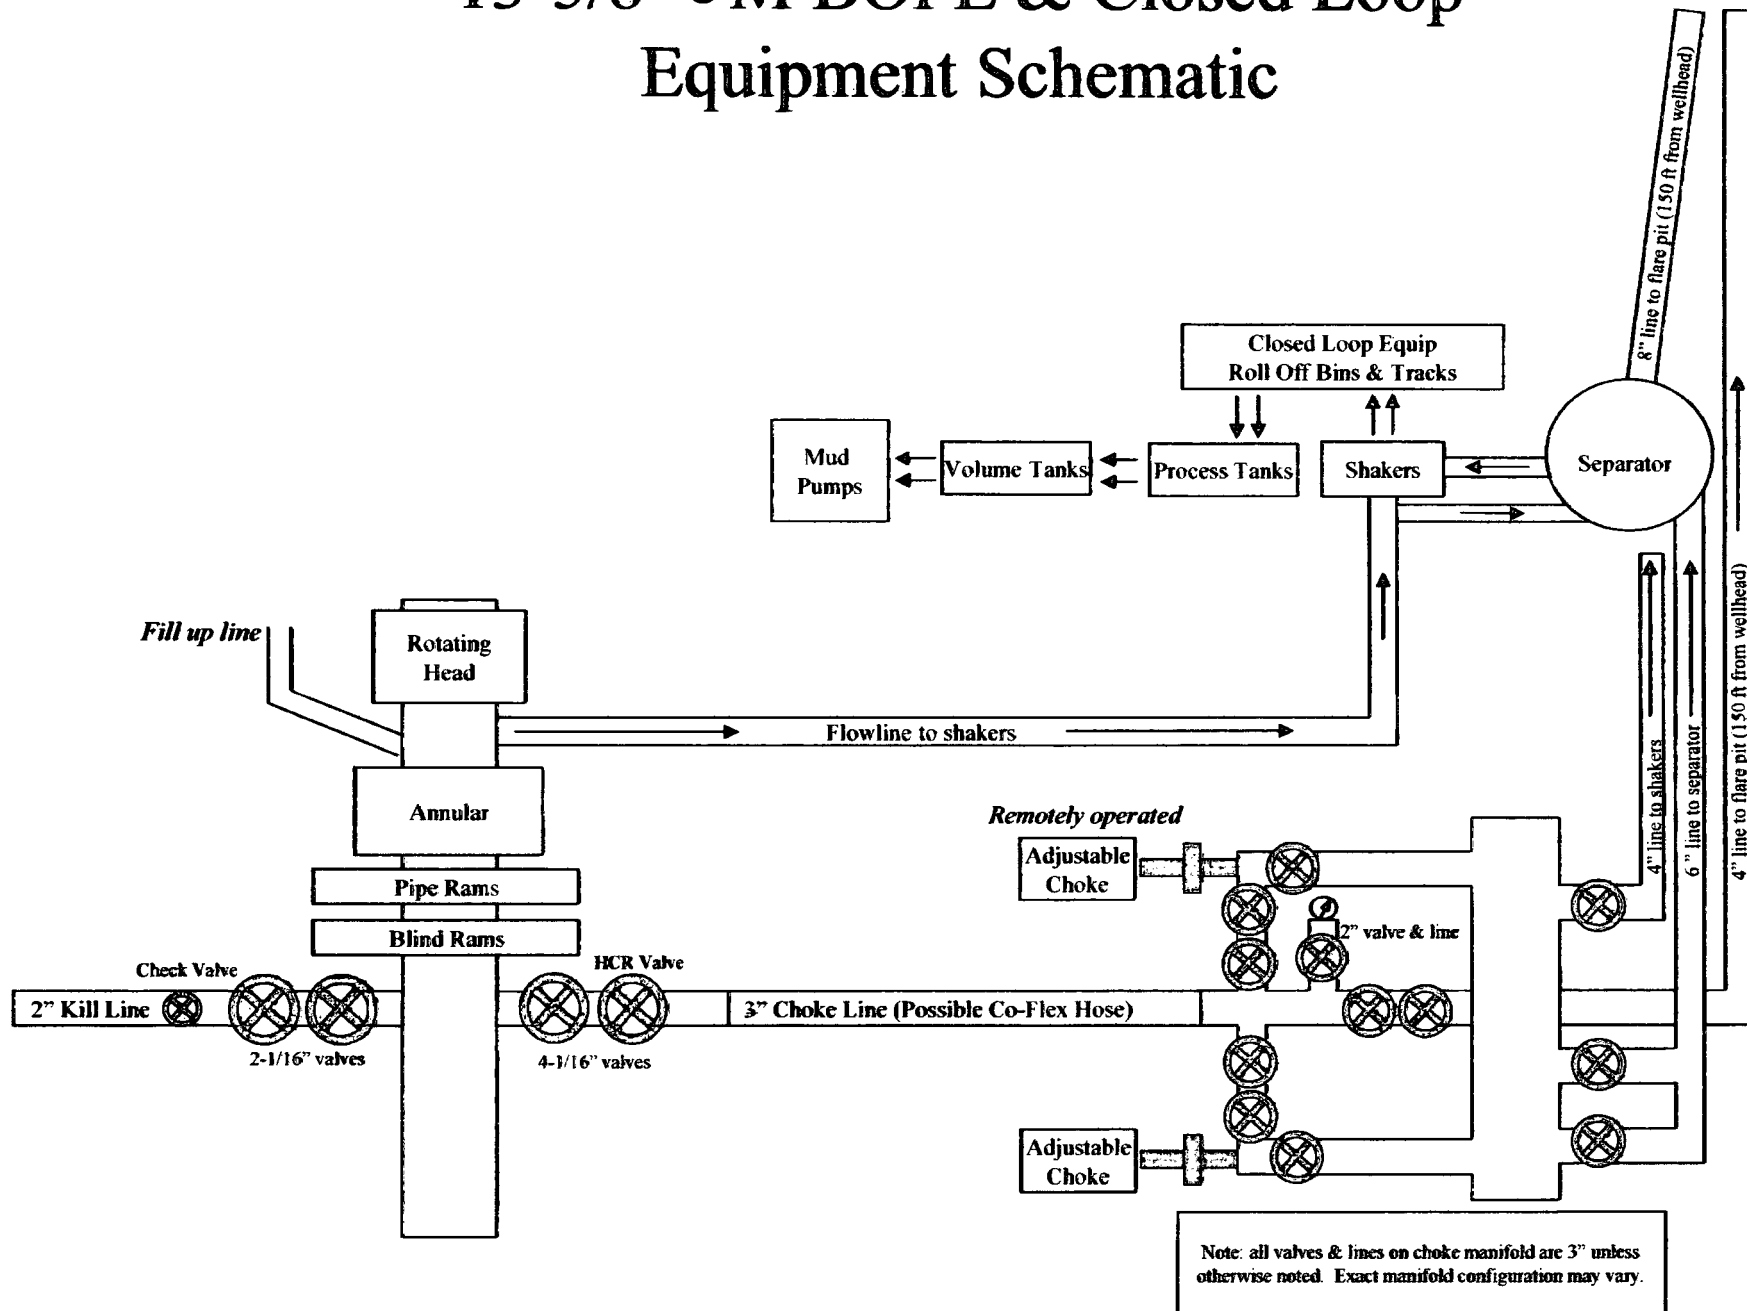 & Closed Loop
Equipment Schematic
8" line to flare pit (150 ft from wellhead)
Closed Loop Equip
Roll Off Bins & Tracks
Mud
Pumps
Volume Tanks
Process Tanks
Shakers
Separator
Fill up line
Rotating
Head
Flowline to shakers
4" line to shakers
6" line to separator
4" line to flare pit (150 ft from wellhead)
Annular
Remotely operated
Adjustable
Choke
Pipe Rams
Blind Rams
2" valve & line
Check Valve
HCR Valve
2" Kill Line
3" Choke Line (Possible Co-Flex Hose)
2-1/16" valves
4-1/16" valves
Adjustable
Choke
Note: all valves & lines on choke manifold are 3" unless
otherwise noted. Exact manifold configuration may vary.